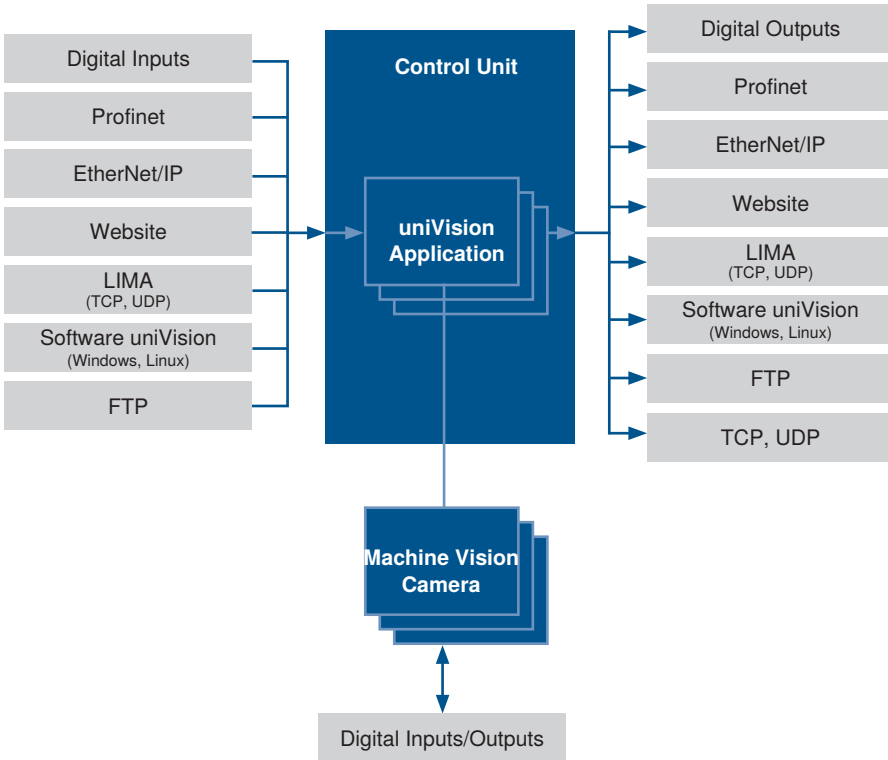 Digital Inputs
Profinet
EtherNet/IP
Website
LIMA
(TCP, UDP)
Software uniVision
(Windows, Linux)
FTP
Control Unit
uniVision
Application
Machine Vision
Camera
Digital Inputs/Outputs
Digital Outputs
Profinet
EtherNet/IP
Website
LIMA
(TCP, UDP)
Software uniVision
(Windows, Linux)
FTP
TCP, UDP